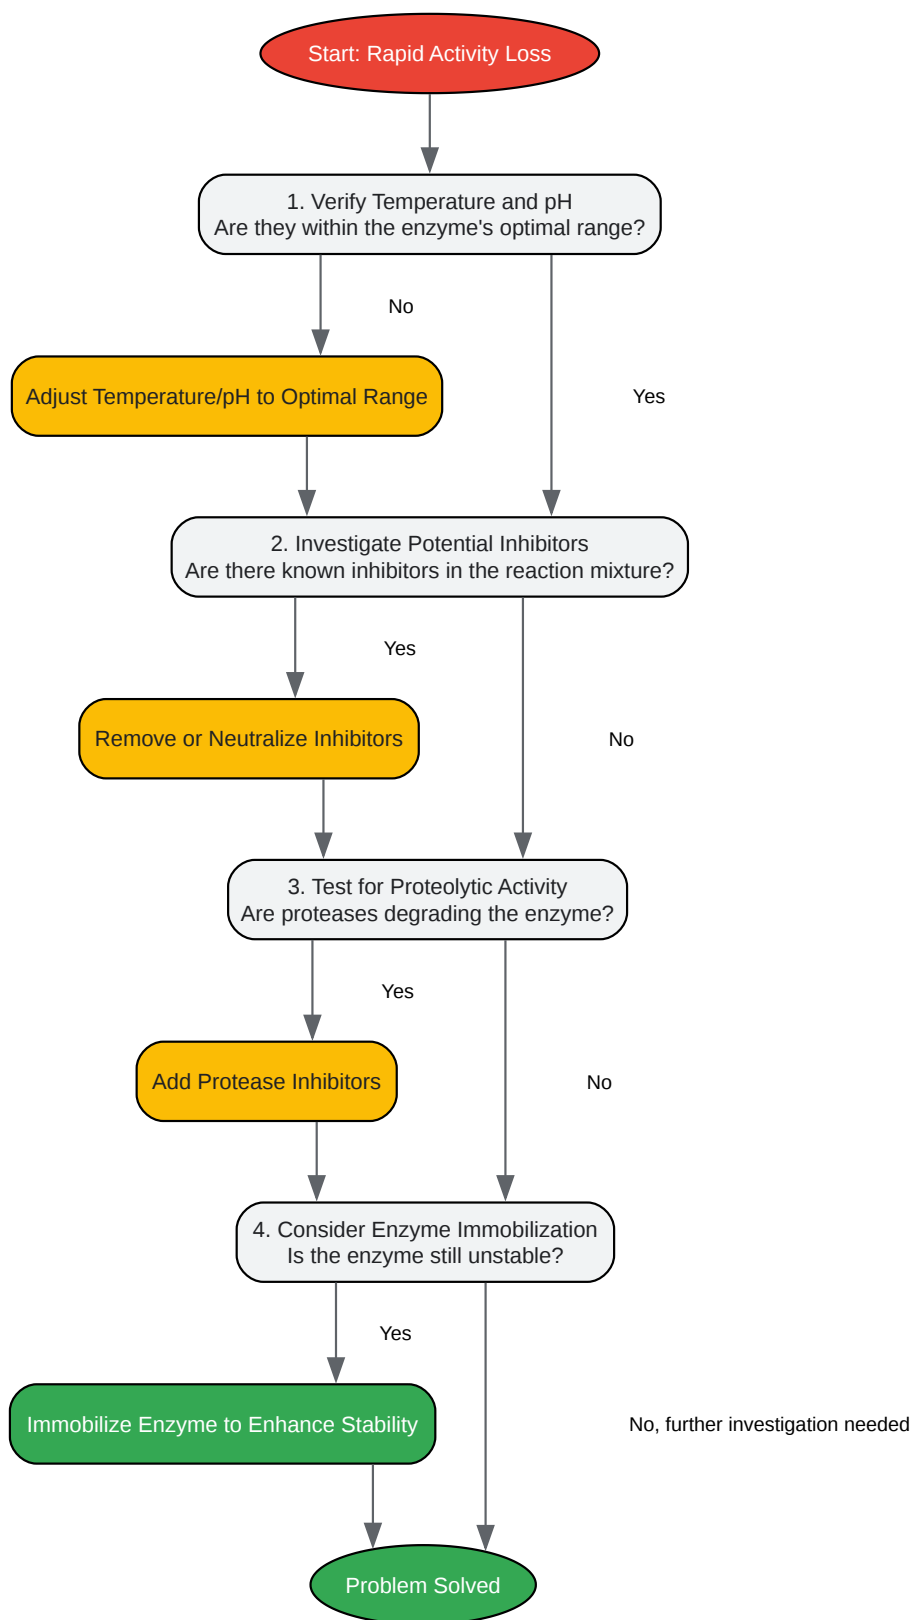 Start: Rapid Activity Loss
1. Verify Temperature and pH
Are they within the enzyme's optimal range?
No
Adjust Temperature/pH to Optimal Range
Yes
2. Investigate Potential Inhibitors
Are there known inhibitors in the reaction mixture?
Yes
Remove or Neutralize Inhibitors
No
3. Test for Proteolytic Activity
Are proteases degrading the enzyme?
Yes
Add Protease Inhibitors
No
4. Consider Enzyme Immobilization
Is the enzyme still unstable?
Yes
Immobilize Enzyme to Enhance Stability
No, further investigation needed
Problem Solved